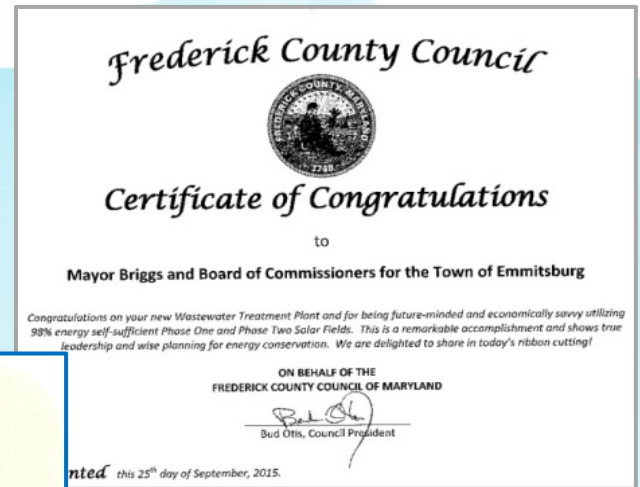 Frederick County Council
COUNTY,
1748
Certificate of Congratulations
to
Mayor Briggs and Board of Commissioners for the Town of Emmitsburg
Congratulations on your new Wastewater Treatment Plant and for being future-minded and economically savvy utilizing
98% energy self-sufficient Phase One and Phase Two Solar Fields. This is a remarkable accomplishment and shows true
leadership and wise planning for energy conservation. We are delighted to share in today's ribbon cutting!
ON BEHALF OF THE
FREDERICK COUNTY COUNCIL OF MARYLAND
Bud Otis, Council President
nted this 25th day of September, 2015.